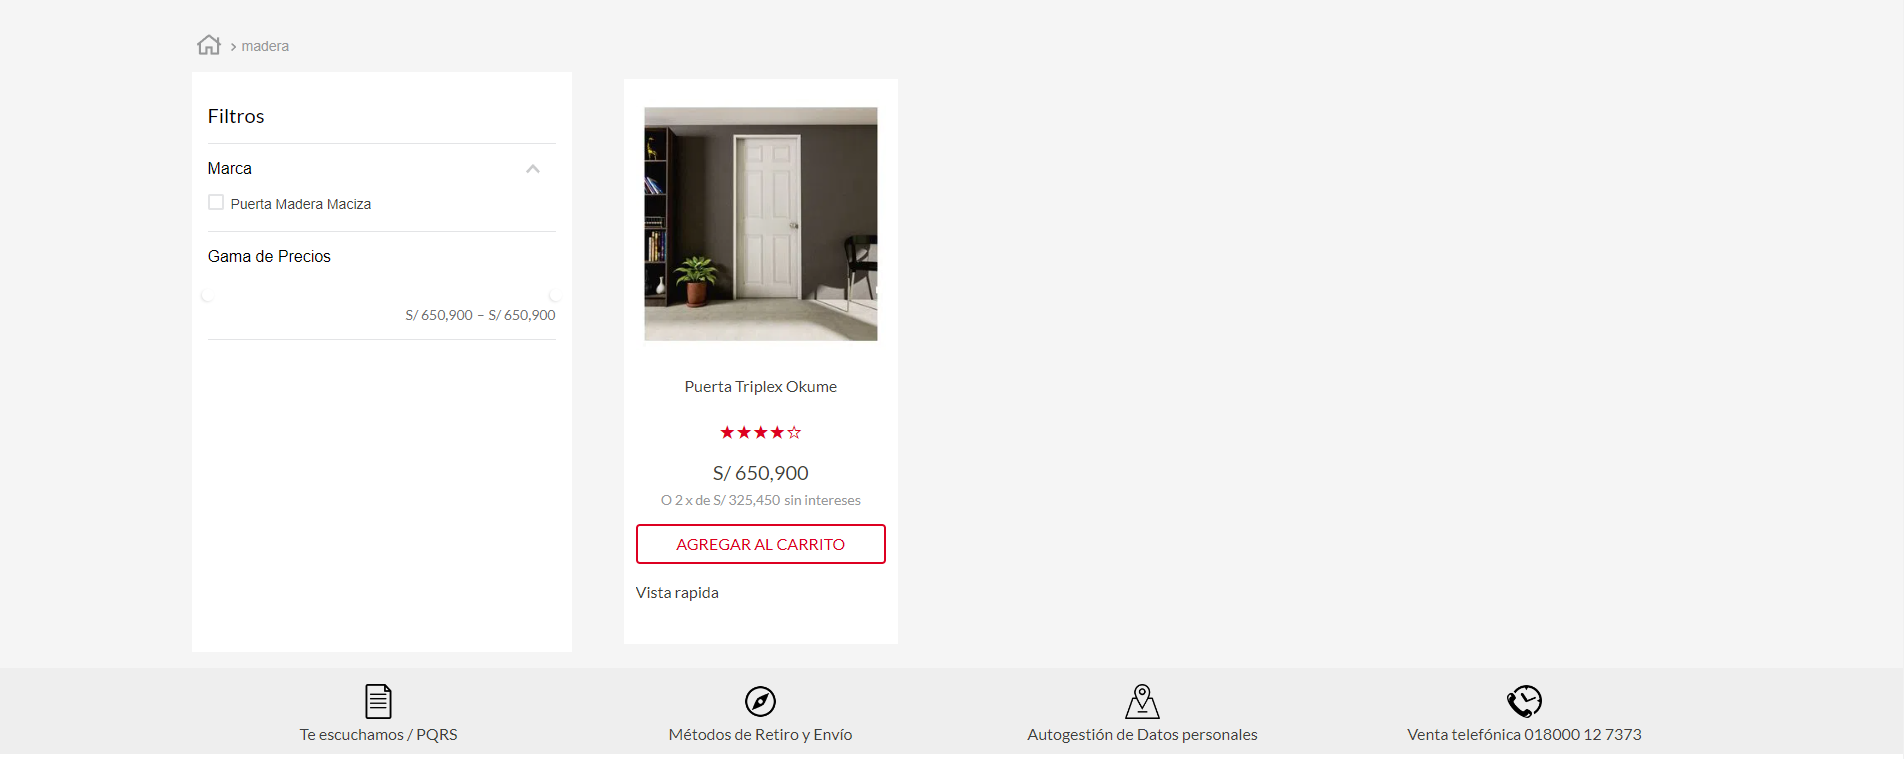 madera
Filtros
Marca
Puerta Madera Maciza
Gama de Precios
S/ 650,900 – S/ 650,900
Puerta Triplex Okume
S/ 650,900
O 2 x de S/ 325,450 sin intereses
AGREGAR AL CARRITO
Vista rapida
Te escuchamos / PQRS
Métodos de Retiro y Envío
Autogestión de Datos personales
Venta telefónica 018000 12 7373